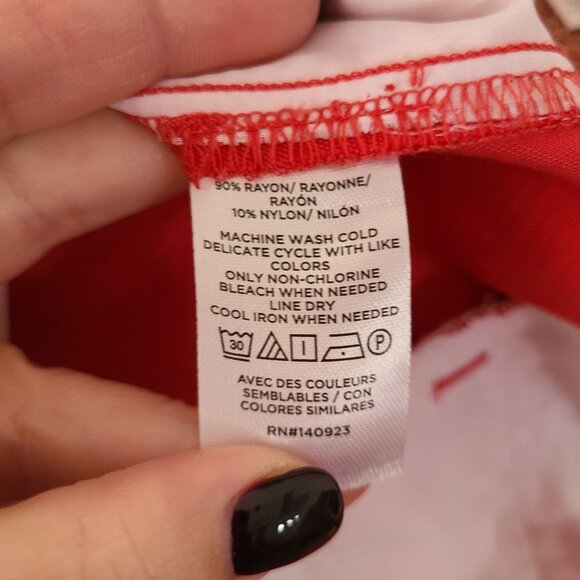 90% RAYON/ RAYONNE/
RAYÓN
10% NYLON/ NILÓN
MACHINE WASH COLD
DELICATE CYCLE WITH LIKE
COLORS
ONLY NON-CHLORINE
BLEACH WHEN NEEDED
LINE DRY
COOL IRON WHEN NEEDED
30 P
AVEC DES COULEURS
SEMBLABLES / CON
COLORES SIMILARES
RN#140923